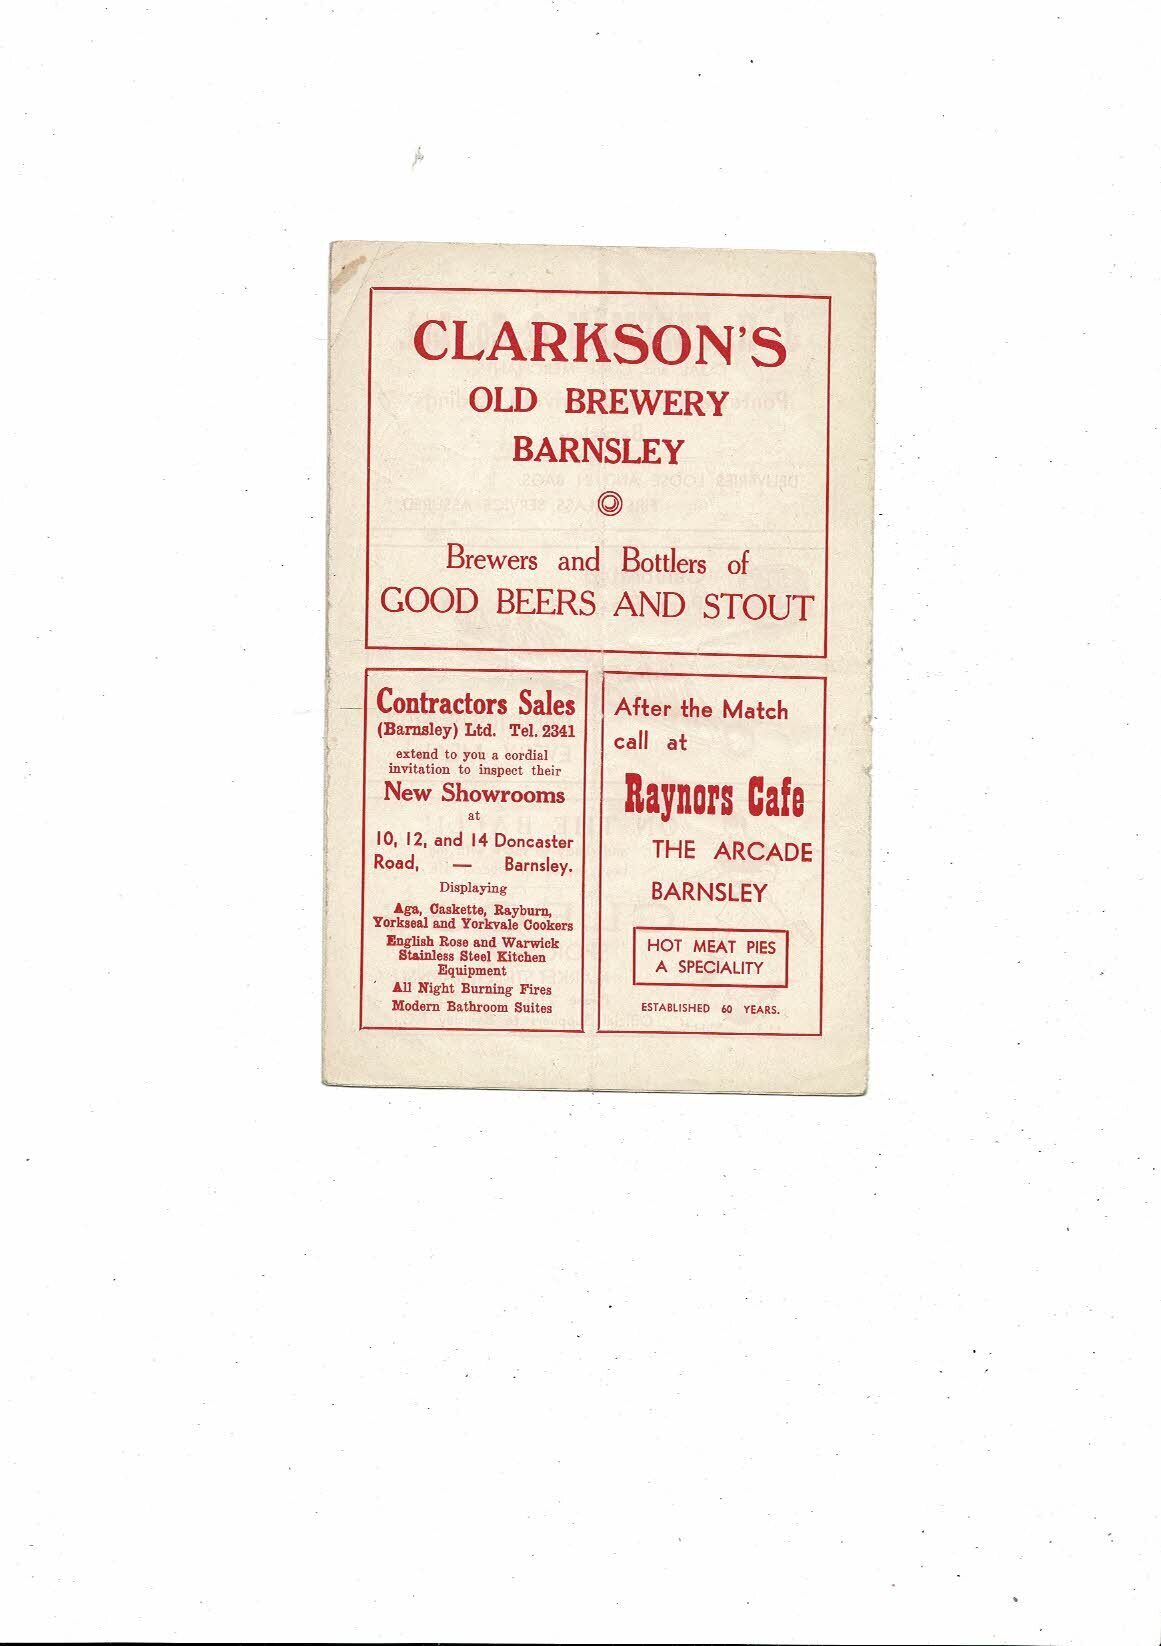 CLARKSON'S
OLD BREWERY
BARNSLEY
Brewers and Bottlers of
GOOD BEERS AND STOUT
Contractors Sales
(Barnsley) Ltd. Tel. 2341
extend to you a cordial
invitation to inspect their
New Showrooms
at
10, 12, and 14 Doncaster
Road, — Barnsley.
Displaying
Aga, Caskette, Rayburn,
Yorkseal and Yorkvale Cookers
English Rose and Warwick
Stainless Steel Kitchen
Equipment
All Night Burning Fires
Modern Bathroom Suites
After the Match
call at
Raynors Cafe
THE ARCADE
BARNSLEY
HOT MEAT PIES
A SPECIALITY
ESTABLISHED 60 YEARS.